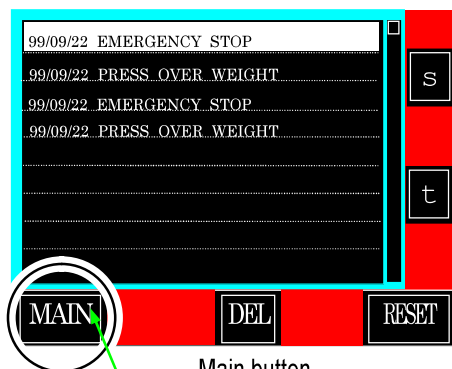 99/09/22 EMERGENCY STOP
99/09/22 PRESS OVER WEIGHT
99/09/22 EMERGENCY STOP
99/09/22 PRESS OVER WEIGHT
s
t
MAIN DEL RESET
Main button